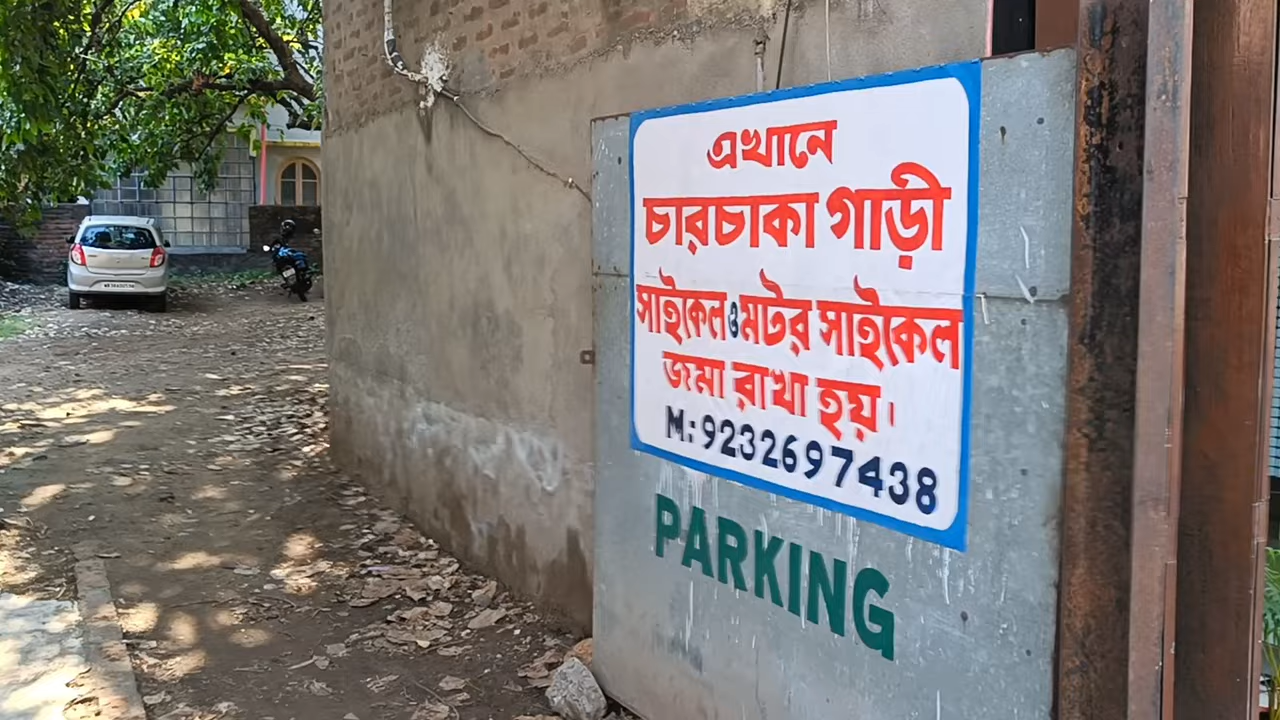 এখানে
চারচাকা গাড়ী
সাইকেল ও মটর সাইকেল
জমা রাখা হয়।
M: 9232697438
PARKING